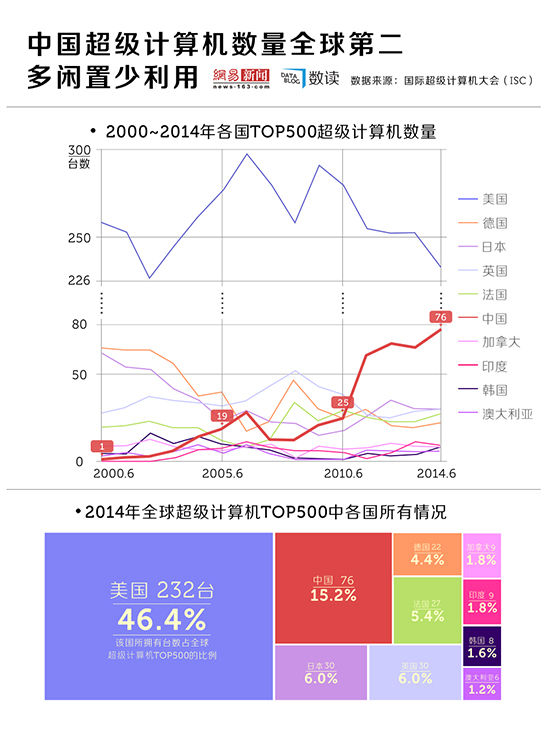 中国超级计算机数量全球第二
多闲置少利用 網易新闻 news·163·com DATA BLOG 数读 数据来源：国际超级计算机大会（ISC）
• 2000~2014年各国TOP500超级计算机数量
300
台数
250
226
80
50
0
美国
德国
日本
英国
法国
中国
加拿大
印度
韩国
澳大利亚
1
19
25
76
2000.6 2005.6 2010.6 2014.6
•2014年全球超级计算机TOP500中各国所有情况
美国 232台
46.4%
该国所拥有台数占全球
超级计算机TOP500的比例
中国 76
15.2%
德国22
4.4%
加拿大9
1.8%
法国27
5.4%
印度 9
1.8%
韩国 8
1.6%
日本30
6.0%
英国30
6.0%
澳大利亚6
1.2%